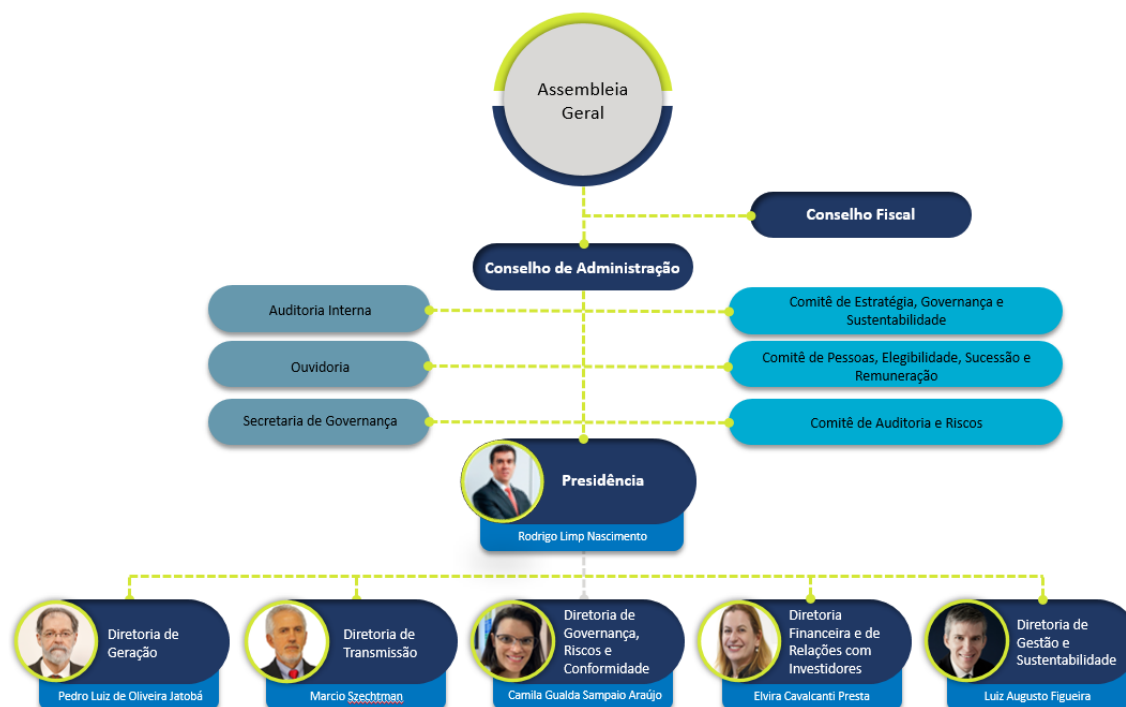 Assembleia
Geral
Conselho Fiscal
Conselho de Administração
Auditoria Interna
Comitê de Estratégia, Governança e
Sustentabilidade
Ouvidoria
Comitê de Pessoas, Elegibilidade, Sucessão e
Remuneração
Secretaria de Governança
Comitê de Auditoria e Riscos
Presidência
Rodrigo Limp Nascimento
Diretoria de
Geração
Pedro Luiz de Oliveira Jatobá
Diretoria de
Transmissão
Marcio Szechtman
Diretoria de
Governança,
Riscos e
Conformidade
Camila Gualda Sampaio Araújo
Diretoria
Financeira e de
Relações com
Investidores
Elvira Cavalcanti Presta
Diretoria de
Gestão e
Sustentabilidade
Luiz Augusto Figueira